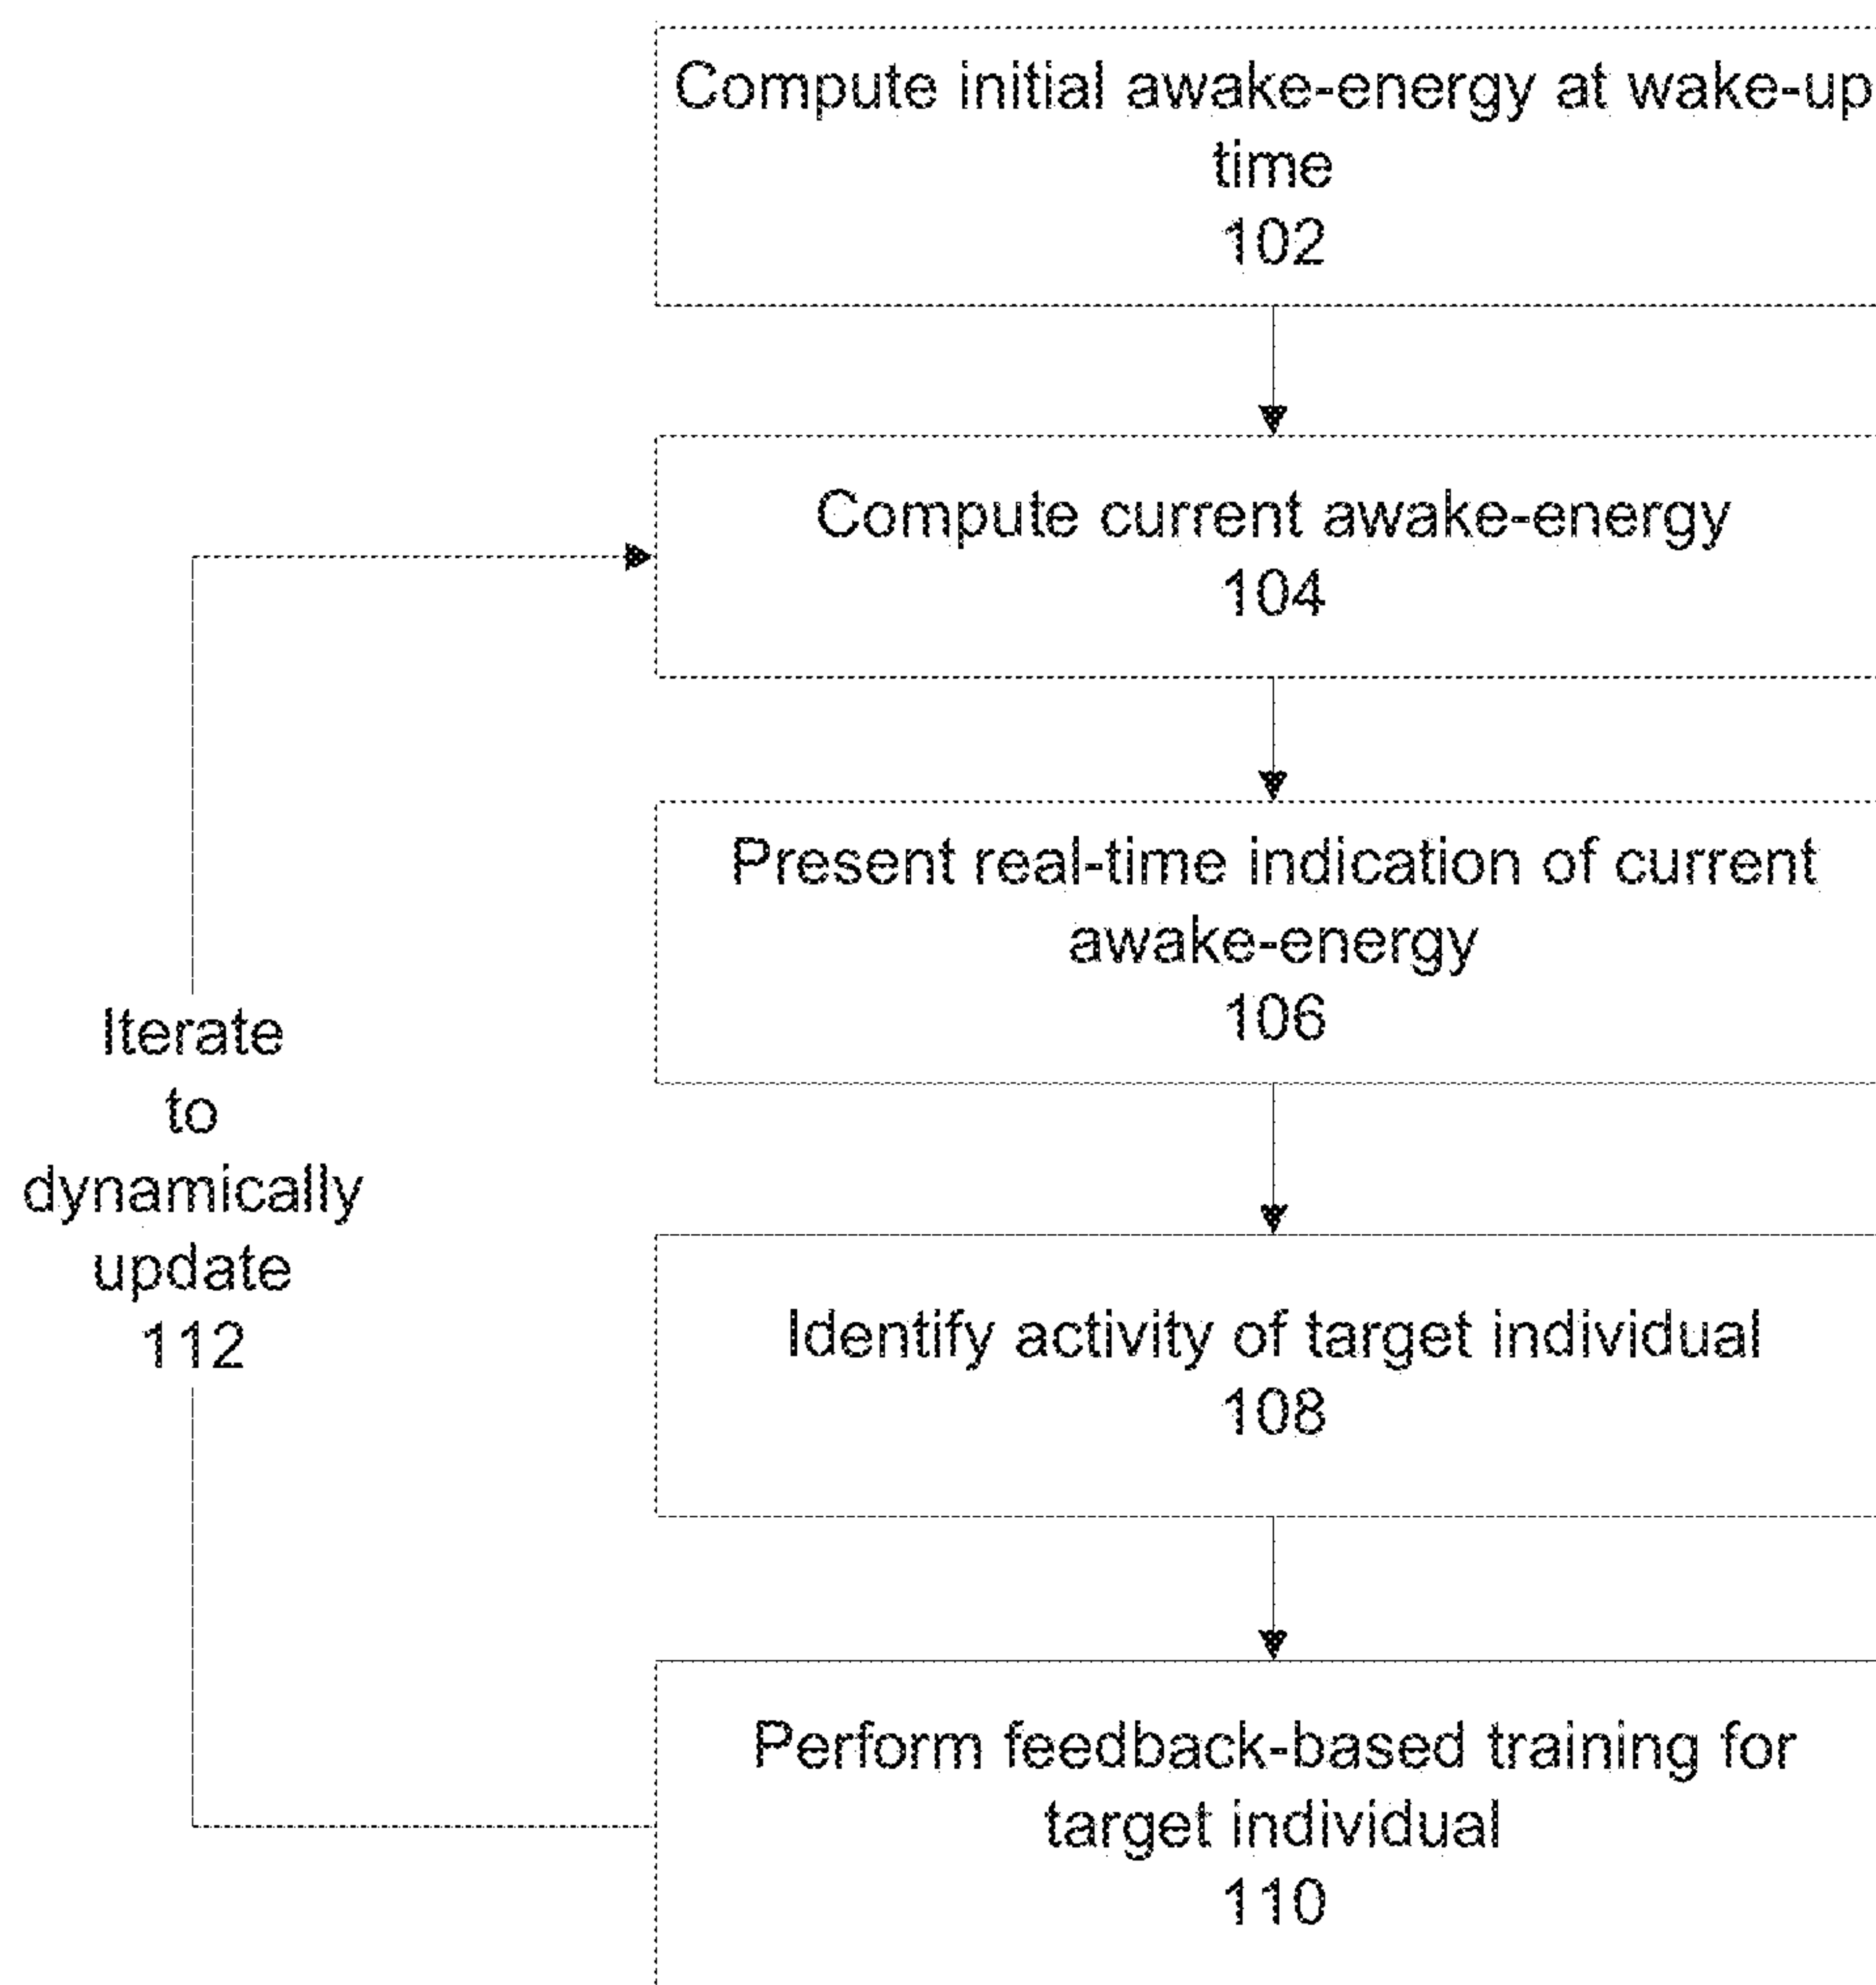 Compute initial awake-energy at wake-up
time
102
Compute current awake-energy
104
Present real-time indication of current
awake-energy
106
Iterate
to
dynamically
update
112
Identify activity of target individual
108
Perform feedback-based training for
target individual
110